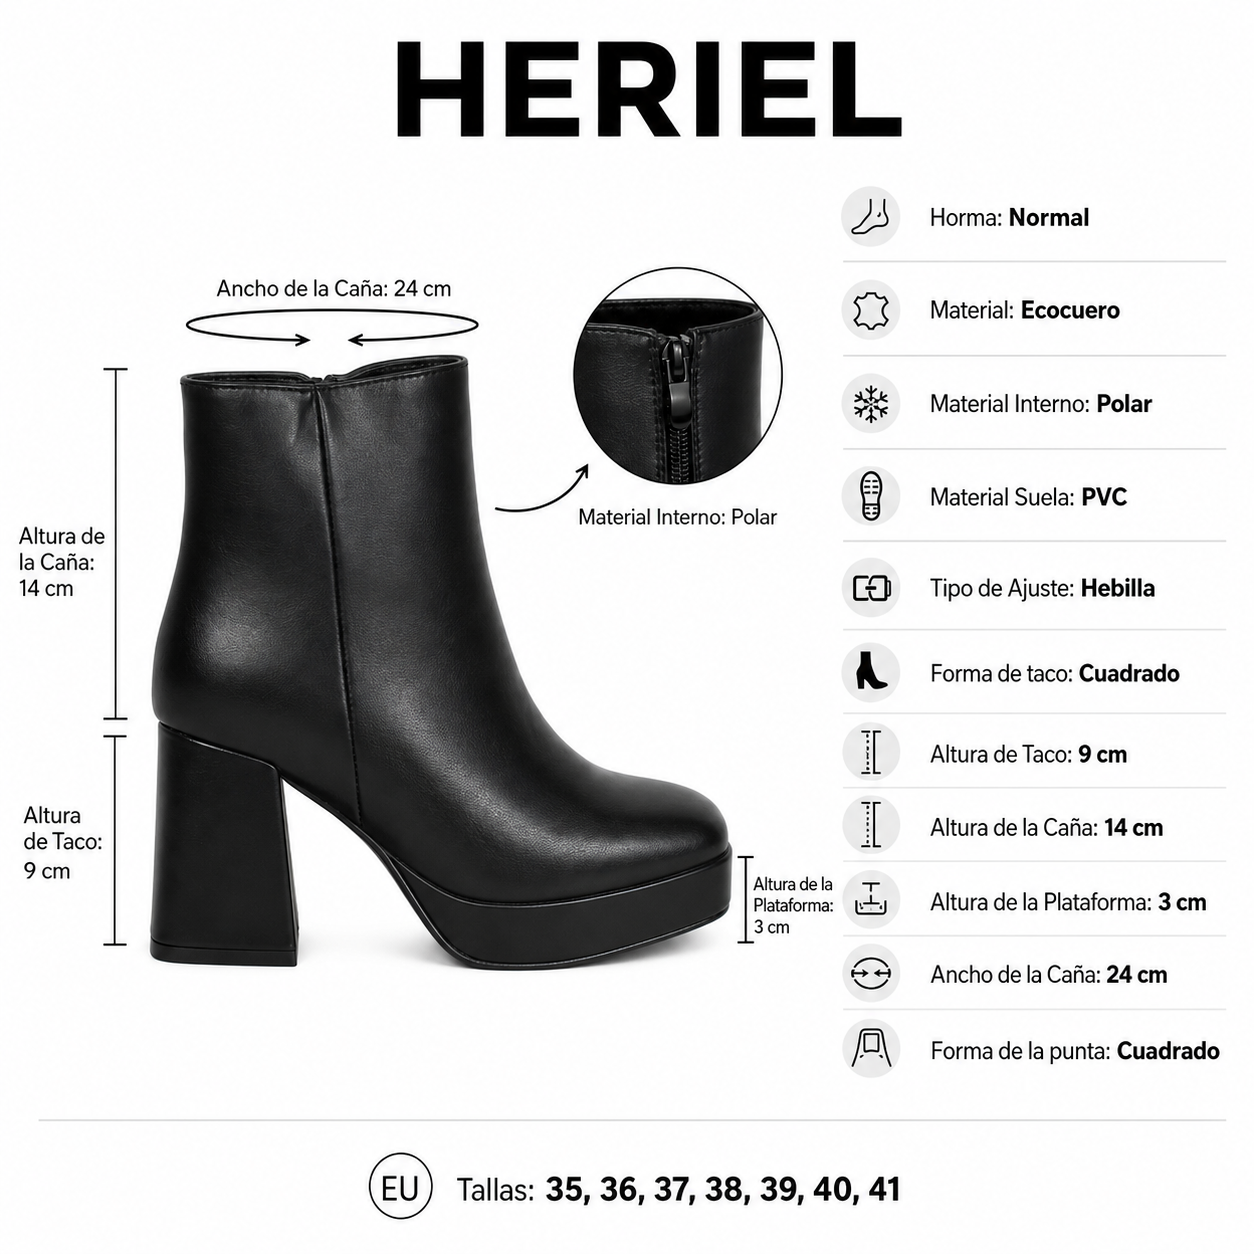 HERIEL
Ancho de la Caña: 24 cm
Altura de
la Caña:
14 cm
Material Interno: Polar
Altura
de Taco:
9 cm
Altura de la
Plataforma:
3 cm
Horma: Normal
Material: Ecocuero
Material Interno: Polar
Material Suela: PVC
Tipo de Ajuste: Hebilla
Forma de taco: Cuadrado
Altura de Taco: 9 cm
Altura de la Caña: 14 cm
Altura de la Plataforma: 3 cm
Ancho de la Caña: 24 cm
Forma de la punta: Cuadrado
EU Tallas: 35, 36, 37, 38, 39, 40, 41